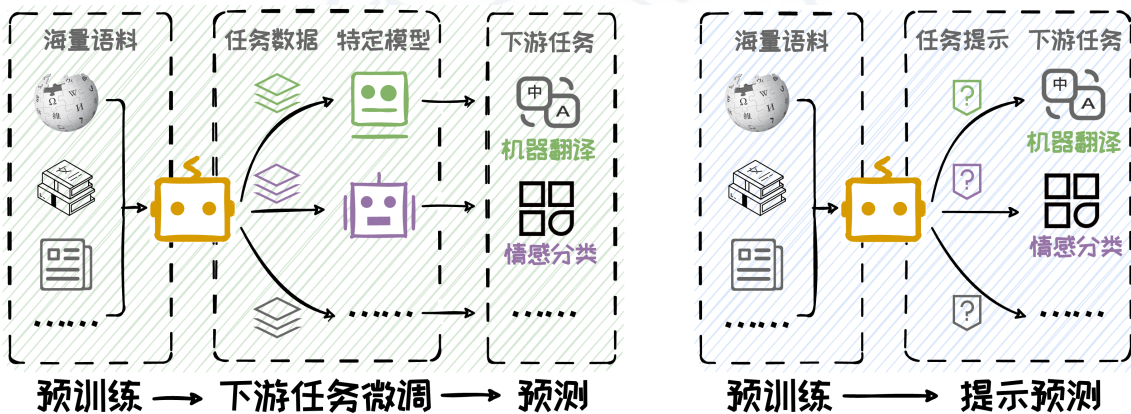 海量语料
任务数据
特定模型
下游任务
中
A
机器翻译
情感分类
......
......
......
预训练
下游任务微调
预测
海量语料
任务提示
下游任务
?
中
A
机器翻译
?
情感分类
?
......
......
预训练
提示预测